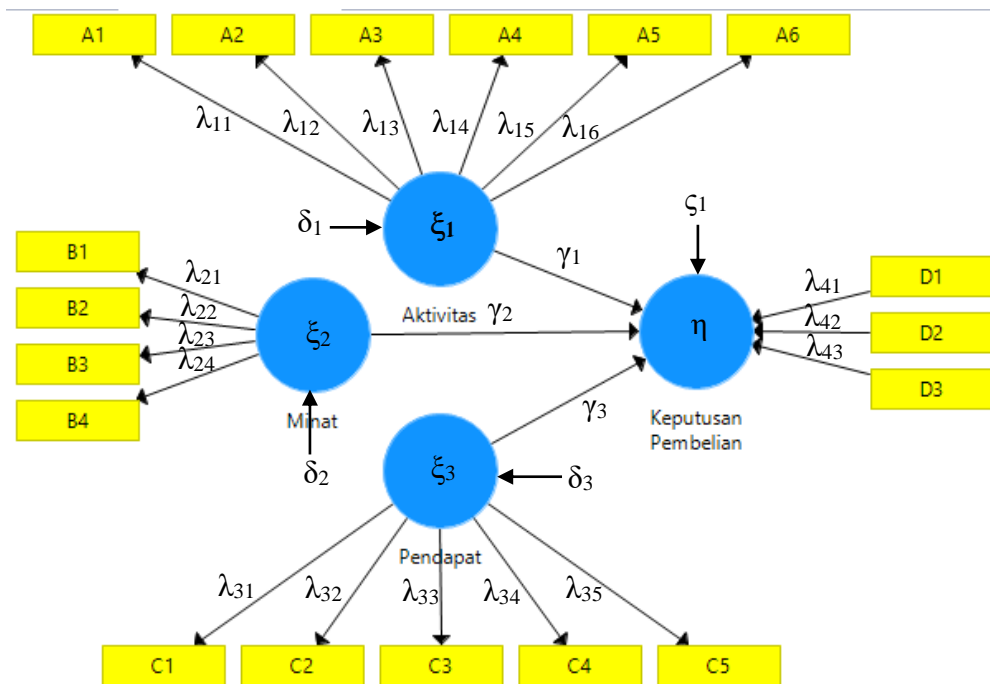 A1 A2 A3 A4 A5 A6
λ11 λ12 λ13 λ14 λ15 λ16
δ1 ξ1 ς1
B1 λ21 γ1 D1
B2 λ22 λ41
λ23 ξ2 Aktivitas γ2 η λ42 D2
B3 λ24 λ43
B4 Minat γ3 Keputusan D3
Pembelian
δ2 ξ3 δ3
Pendapat
λ31 λ32 λ33 λ34 λ35
C1 C2 C3 C4 C5